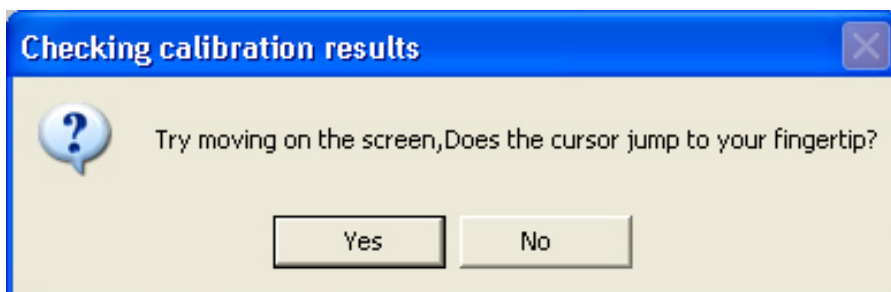 Checking calibration results
Try moving on the screen,Does the cursor jump to your fingertip?
Yes
No